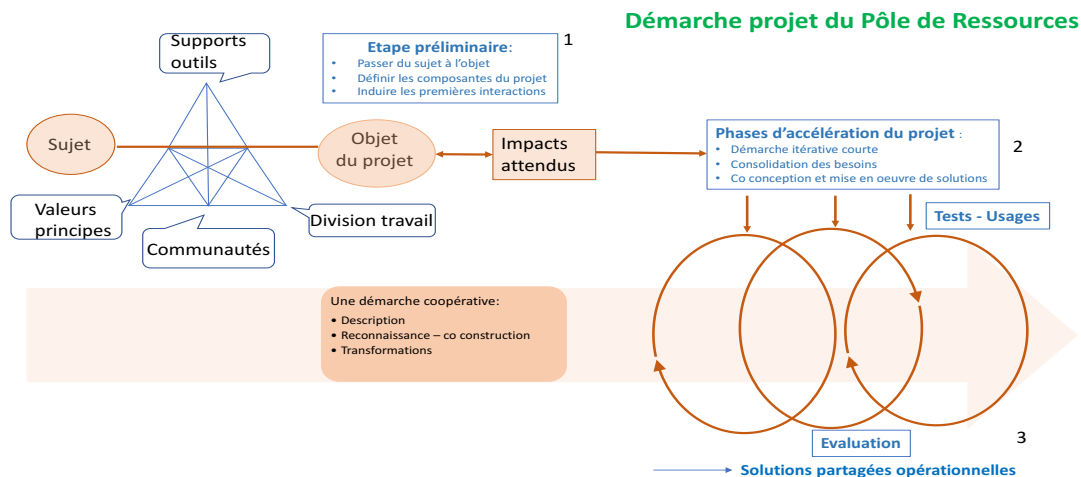 Démarche projet du Pôle de Ressources
Supports
outils
1
Etape préliminaire:
• Passer du sujet à l'objet
• Définir les composantes du projet
• Induire les premières interactions
Sujet
Objet
du projet
Impacts
attendus
Phases d'accélération du projet :
• Démarche itérative courte
• Consolidation des besoins
• Co conception et mise en oeuvre de solutions
2
Valeurs
principes
Communautés
Division travail
Tests - Usages
Une démarche coopérative:
• Description
• Reconnaissance – co construction
• Transformations
Evaluation
3
Solutions partagées opérationnelles